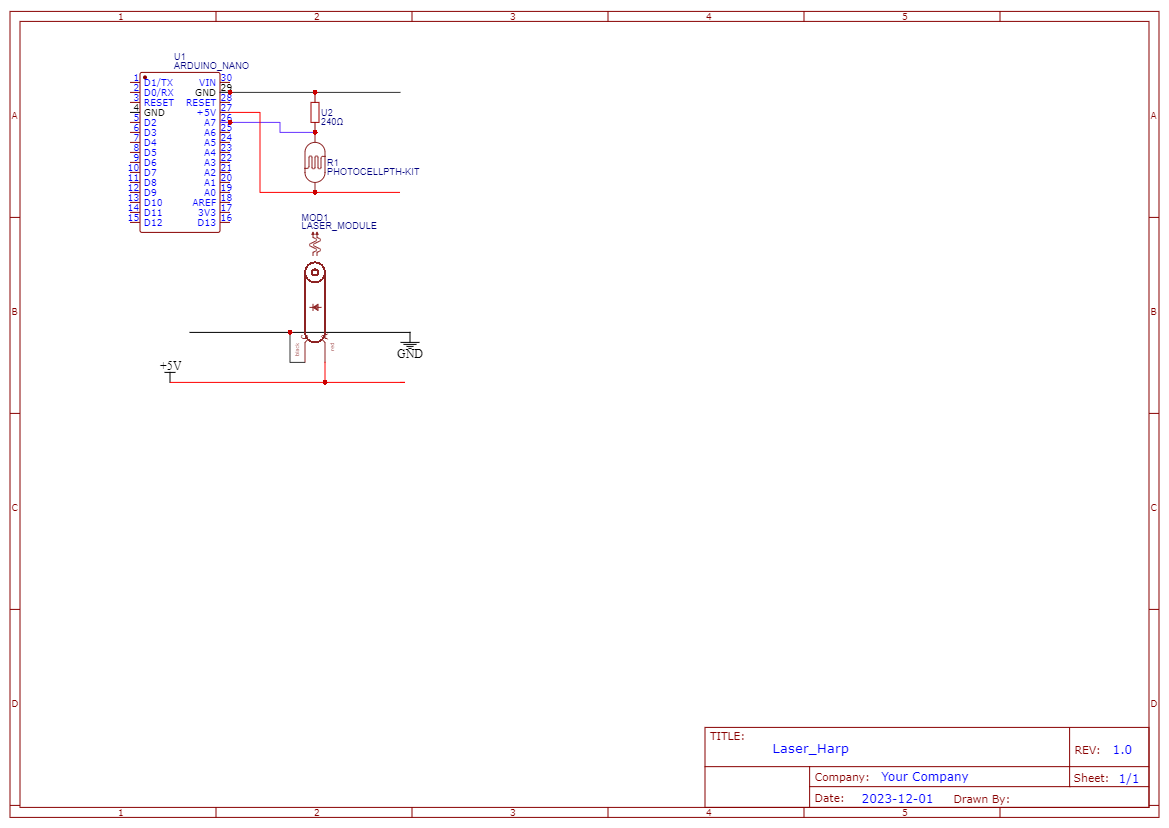 1 2 3 4 5
A A
B B
C C
D D
U1
ARDUINO_NANO
1 D1/TX VIN 30
2 D0/RX GND 29
3 RESET RESET 28
4 GND +5V 27
5 D2 A7 26
6 D3 A6 25
7 D4 A5 24
8 D5 A4 23
9 D6 A3 22
10 D7 A2 21
11 D8 A1 20
12 D9 A0 19
13 D10 AREF 18
14 D11 3V3 17
15 D12 D13 16
U2
240Ω
R1
PHOTOCELLPTH-KIT
MOD1
LASER_MODULE
black red
GND
+5V
TITLE:
Laser_Harp
REV: 1.0
Company: Your Company
Sheet: 1/1
Date: 2023-12-01 Drawn By:
1 2 3 4 5